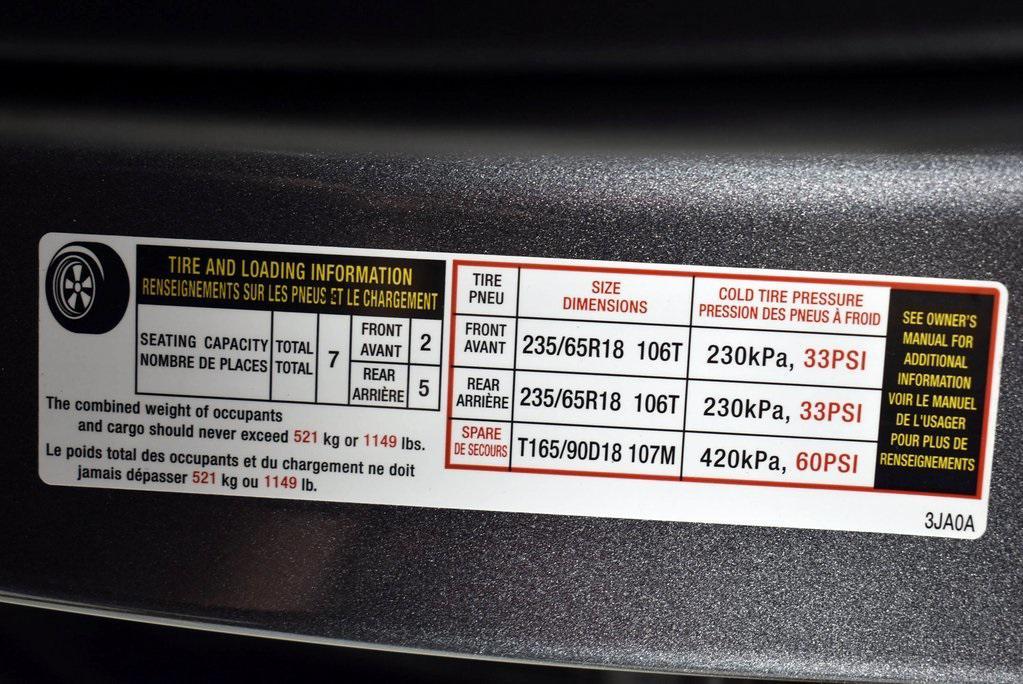 TIRE AND LOADING INFORMATION
RENSEIGNEMENTS SUR LES PNEUS ET LE CHARGEMENT
SEATING CAPACITY
NOMBRE DE PLACES
TOTAL
TOTAL
7
FRONT
AVANT
2
REAR
ARRIÈRE
5
The combined weight of occupants
and cargo should never exceed 521 kg or 1149 lbs.
Le poids total des occupants et du chargement ne doit
jamais dépasser 521 kg ou 1149 lb.
TIRE
PNEU
SIZE
DIMENSIONS
COLD TIRE PRESSURE
PRESSION DES PNEUS À FROID
FRONT
AVANT
235/65R18 106T
230kPa, 33PSI
REAR
ARRIÈRE
235/65R18 106T
230kPa, 33PSI
SPARE
DE SECOURS
T165/90D18 107M
420kPa, 60PSI
SEE OWNER'S
MANUAL FOR
ADDITIONAL
INFORMATION
VOIR LE MANUEL
DE L'USAGER
POUR PLUS DE
RENSEIGNEMENTS
3JA0A